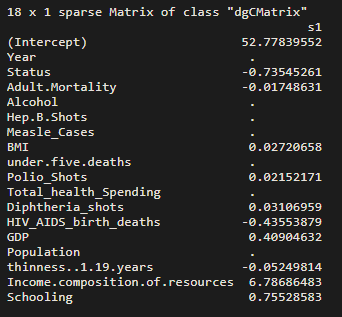 18 x 1 sparse Matrix of class "dgCMatrix"
s1
(Intercept) 52.77839552
Year .
Status -0.73545261
Adult.Mortality -0.01748631
Alcohol .
Hep.B.Shots .
Measle_Cases .
BMI 0.02720658
under.five.deaths .
Polio_Shots 0.02152171
Total_health_Spending .
Diphtheria_shots 0.03106959
HIV_AIDS_birth_deaths -0.43553879
GDP 0.40904632
Population .
thinness..1.19.years -0.05249814
Income.composition.of.resources 6.78686483
Schooling 0.75528583